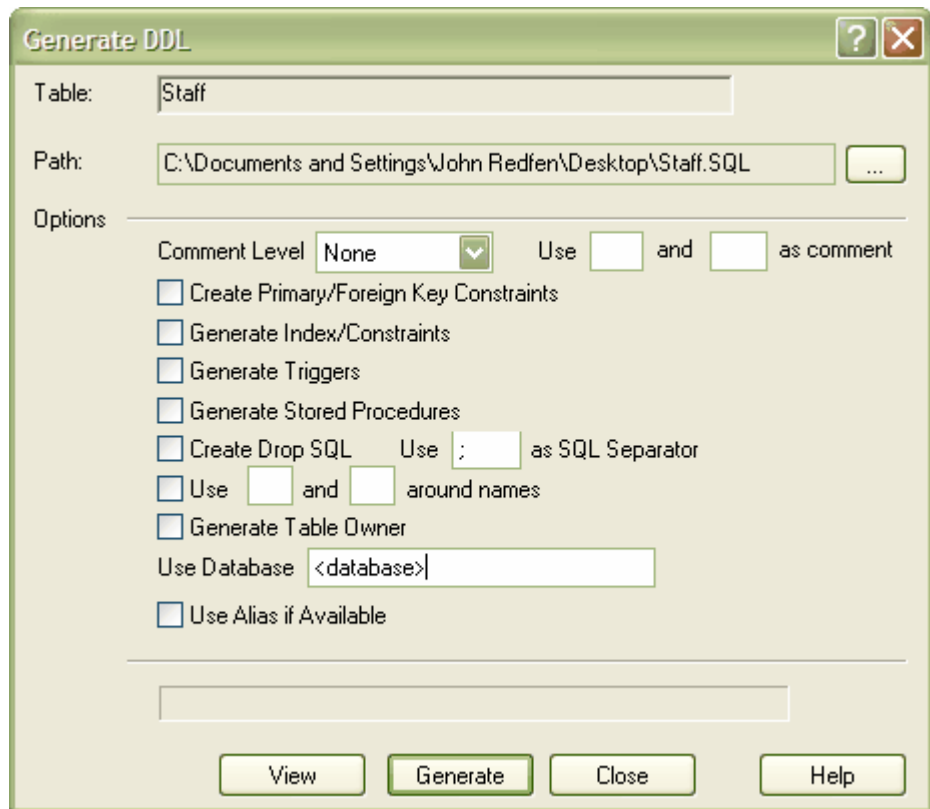 Generate DDL
Table: Staff
Path: C:\Documents and Settings\John Redfen\Desktop\Staff.SQL ...
Options
Comment Level None Use and as comment
Create Primary/Foreign Key Constraints
Generate Index/Constraints
Generate Triggers
Generate Stored Procedures
Create Drop SQL Use ; as SQL Separator
Use and around names
Generate Table Owner
Use Database <database>
Use Alias if Available
View Generate Close Help